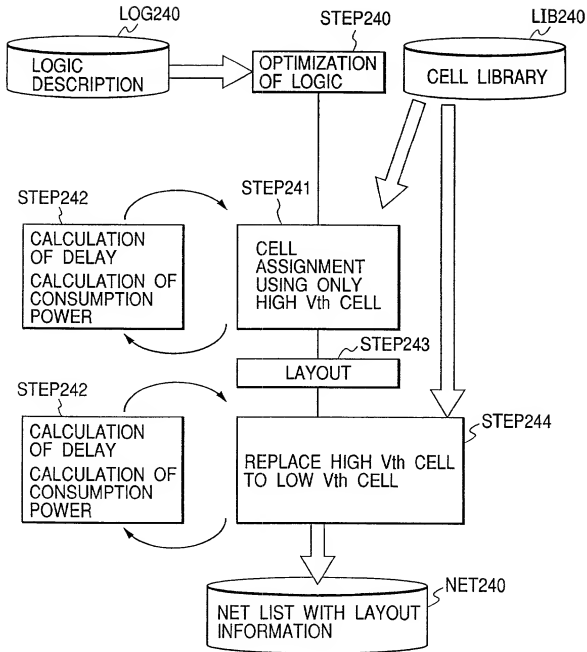 LOG240
STEP240
LIB240
LOGIC
DESCRIPTION
OPTIMIZATION
OF LOGIC
CELL LIBRARY
STEP242
STEP241
CALCULATION
OF DELAY
CALCULATION OF
CONSUMPTION
POWER
CELL
ASSIGNMENT
USING ONLY
HIGH Vth CELL
STEP243
LAYOUT
STEP242
STEP244
CALCULATION
OF DELAY
CALCULATION OF
CONSUMPTION
POWER
REPLACE HIGH Vth CELL
TO LOW Vth CELL
NET240
NET LIST WITH LAYOUT
INFORMATION